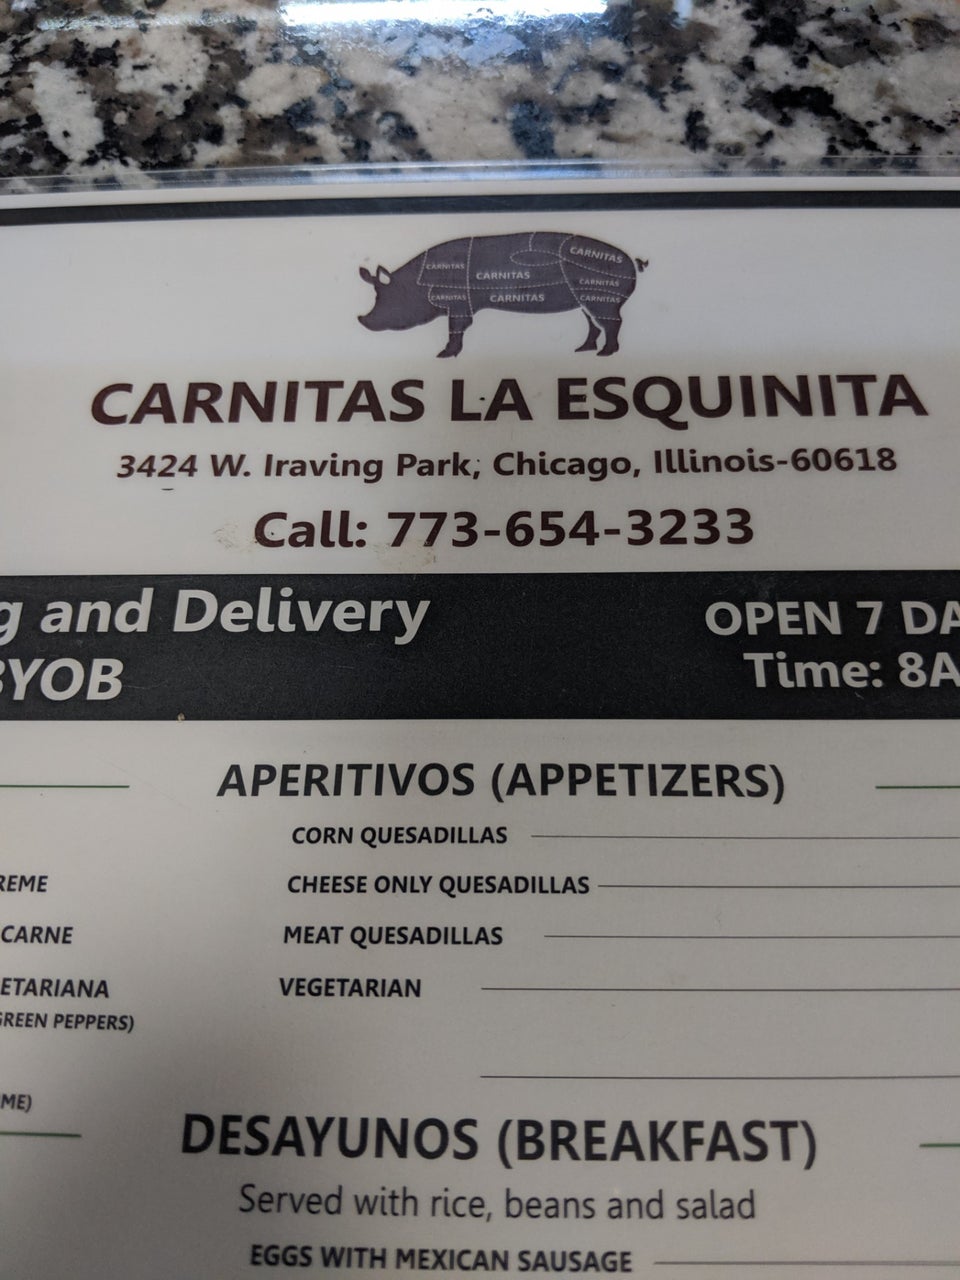 CARNITAS
CARNITAS
CARNITAS
CARNITAS
CARNITAS
CARNITAS
CARNITAS
CARNITAS LA ESQUINITA
3424 W. Iraving Park, Chicago, Illinois-60618
Call: 773-654-3233
g and Delivery
BYOB
OPEN 7 DA
Time: 8A
APERITIVOS (APPETIZERS)
CORN QUESADILLAS
REME CHEESE ONLY QUESADILLAS
CARNE MEAT QUESADILLAS
ETARIANA VEGETARIAN
GREEN PEPPERS)
ME)
DESAYUNOS (BREAKFAST)
Served with rice, beans and salad
EGGS WITH MEXICAN SAUSAGE